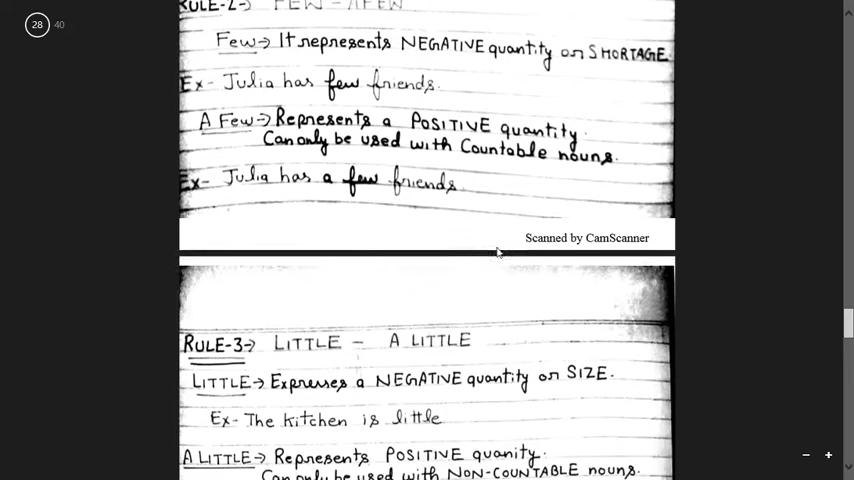 28 40
RULE-2-> FEW - A FEW
Few-> It represents NEGATIVE quantity or SHORTAGE.
Ex- Julia has few friends.
A Few-> Represents a POSITIVE quantity.
Can only be used with Countable nouns.
Ex- Julia has a few friends.
Scanned by CamScanner
RULE-3-> LITTLE - A LITTLE
LITTLE-> Expresses a NEGATIVE quantity or SIZE.
Ex- The kitchen is little
A LITTLE-> Represents POSITIVE quanity.
Can only be used with NON-COUNTABLE nouns.